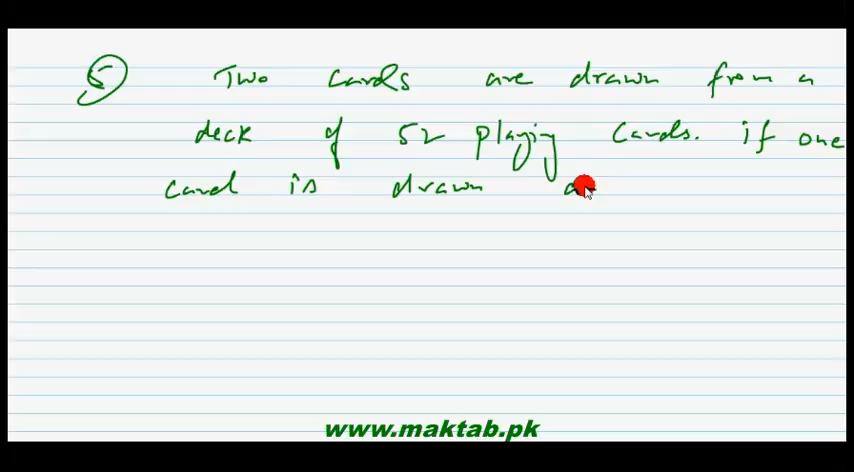 5 Two cards are drawn from a
deck of 52 playing cards. if one
card is drawn
www.maktab.pk